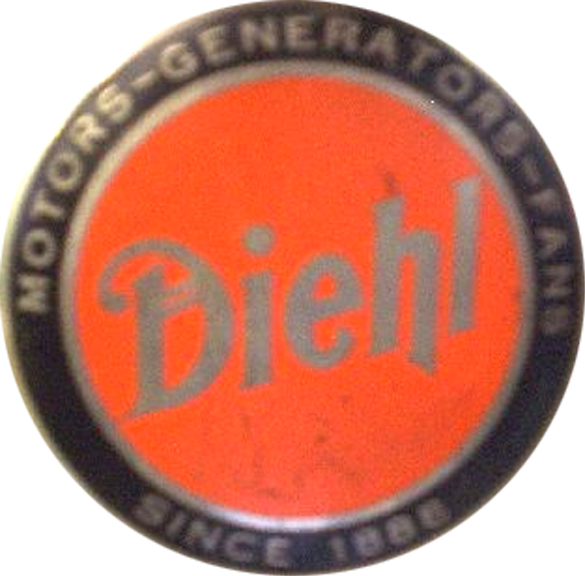 MOTORS-GENERATORS-FANS
Diehl
SINCE 1886